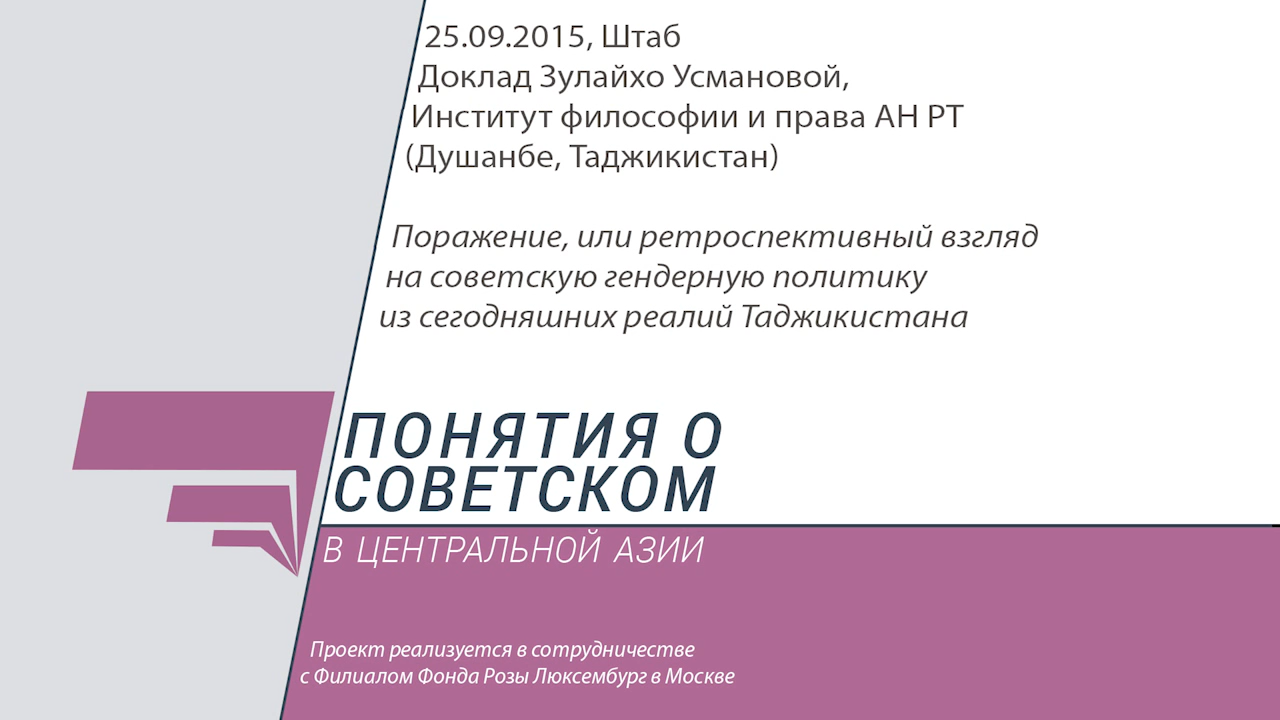 25.09.2015, Штаб
Доклад Зулайхо Усмановой,
Институт философии и права АН РТ
(Душанбе, Таджикистан)
Поражение, или ретроспективный взгляд
на советскую гендерную политику
из сегодняшних реалий Таджикистана
ПОНЯТИЯ О
СОВЕТСКОМ
В ЦЕНТРАЛЬНОЙ АЗИИ
Проект реализуется в сотрудничестве
с Филиалом Фонда Розы Люксембург в Москве